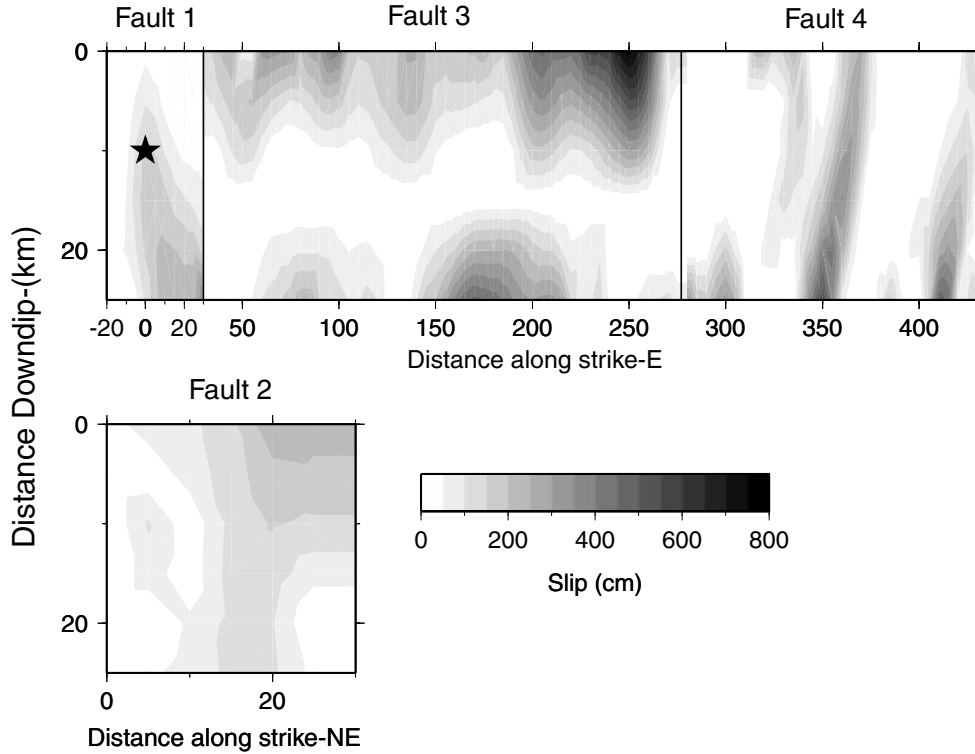 Fault 1
Fault 3
Fault 4
0
20
-20 0 20 50 100 150 200 250 300 350 400
Distance along strike-E
Distance Downdip-(km)
Fault 2
0
20
0 20
Distance along strike-NE
0 200 400 600 800
Slip (cm)